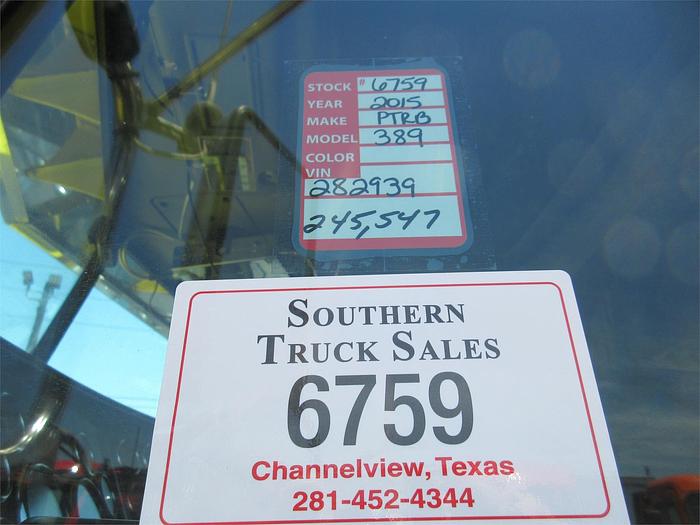 STOCK # 6759
YEAR 2015
MAKE PTRB
MODEL 389
COLOR
VIN
282939
245,547
SOUTHERN
TRUCK SALES
6759
Channelview, Texas
281-452-4344